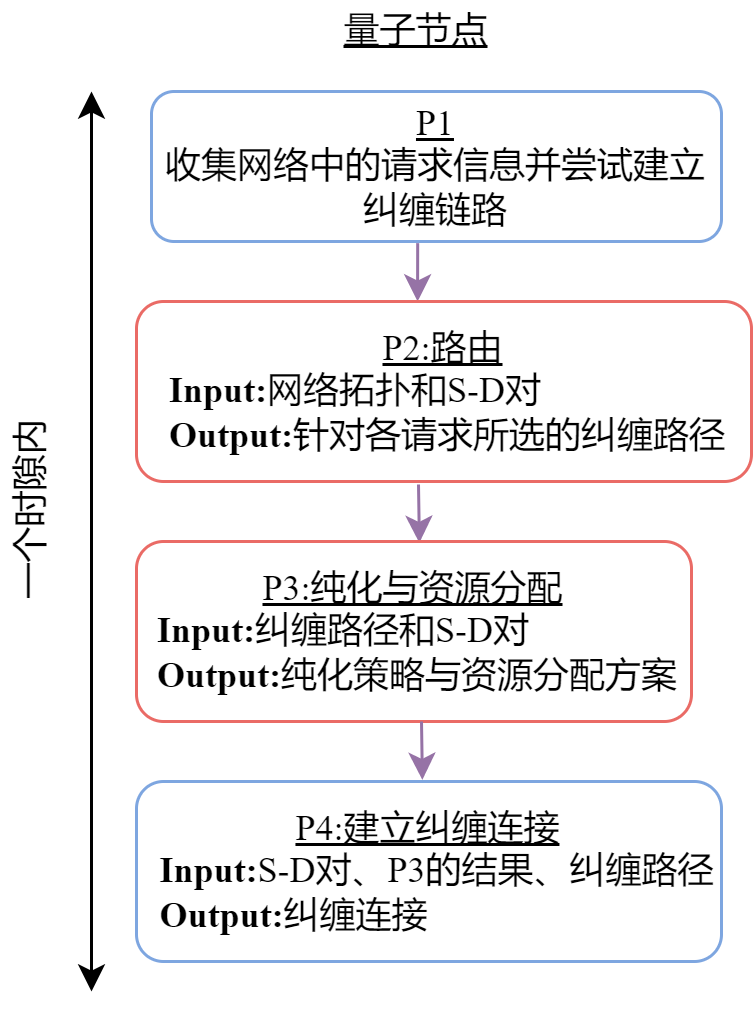 量子节点
P1
收集网络中的请求信息并尝试建立
纠缠链路
P2:路由
Input:网络拓扑和S-D对
Output:针对各请求所选的纠缠路径
一个时隙内
P3:纯化与资源分配
Input:纠缠路径和S-D对
Output:纯化策略与资源分配方案
P4:建立纠缠连接
Input:S-D对、P3的结果、纠缠路径
Output:纠缠连接